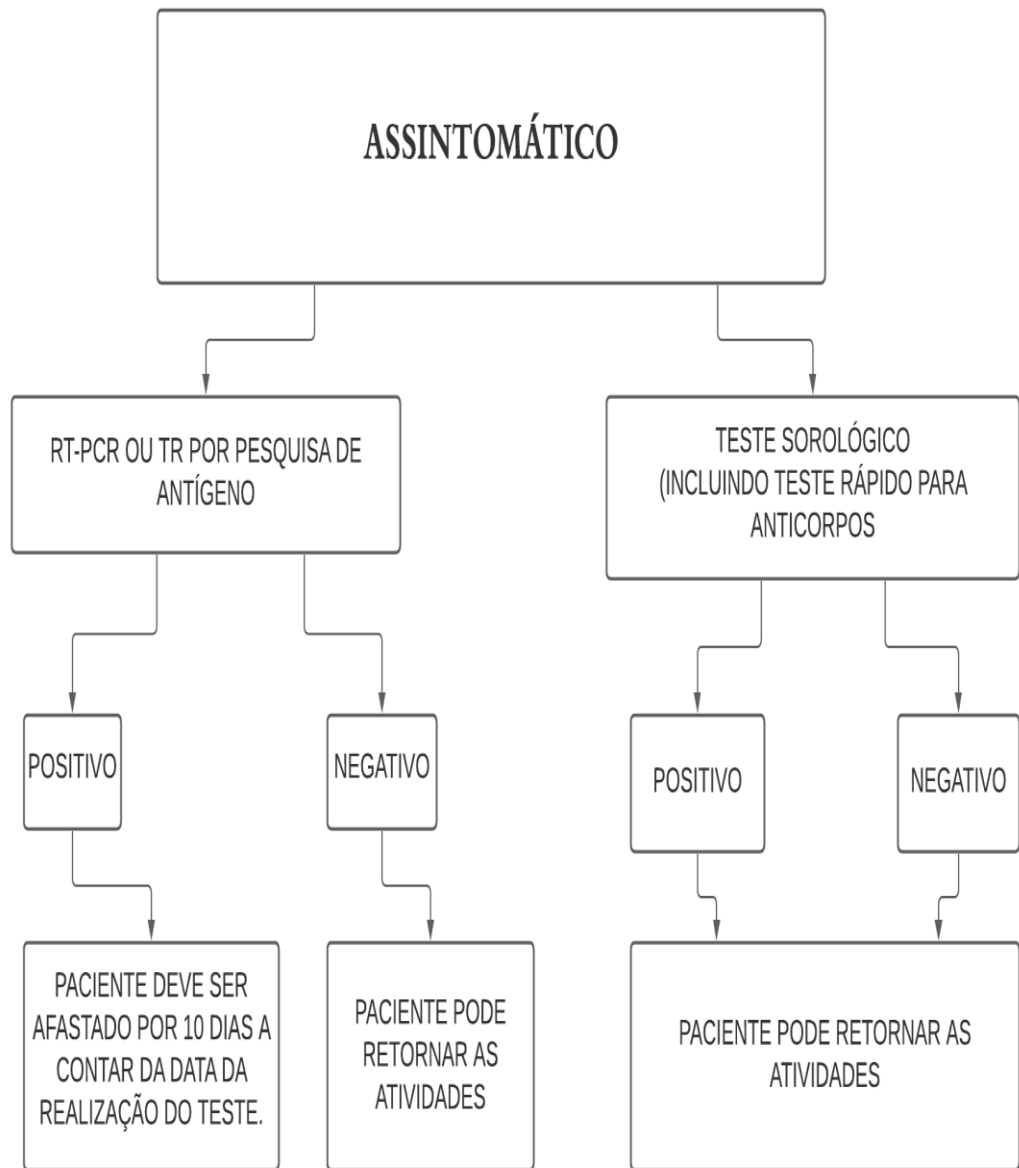 ASSINTOMÁTICO
RT-PCR OU TR POR PESQUISA DE
ANTÍGENO
TESTE SOROLÓGICO
(INCLUINDO TESTE RÁPIDO PARA
ANTICORPOS
POSITIVO
NEGATIVO
POSITIVO
NEGATIVO
PACIENTE DEVE SER
AFASTADO POR 10 DIAS A
CONTAR DA DATA DA
REALIZAÇÃO DO TESTE.
PACIENTE PODE
RETORNAR AS
ATIVIDADES
PACIENTE PODE RETORNAR AS
ATIVIDADES